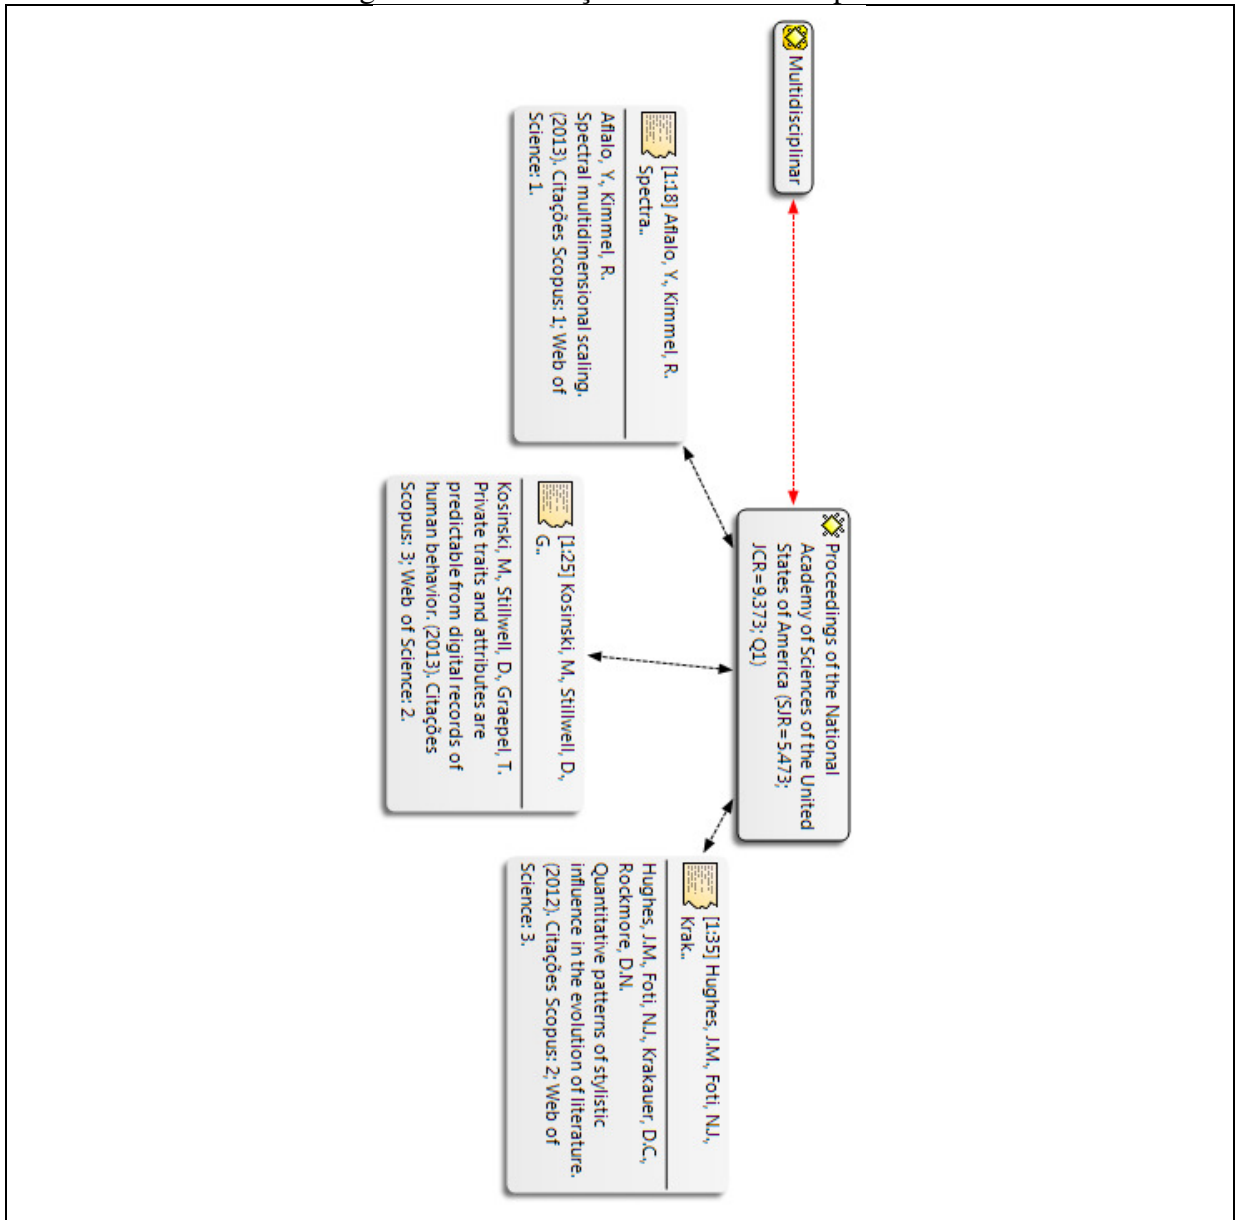 Multidisciplinar
Proceedings of the National
Academy of Sciences of the United
States of America (SJR=5.473;
JCR=9.373; Q1)
[1:18] Aflalo, Y., Kimmel, R.
Spectra..
Aflalo, Y., Kimmel, R.
Spectral multidimensional scaling.
(2013). Citações Scopus: 1; Web of
Science: 1.
[1:25] Kosinski, M., Stillwell, D.,
G..
Kosinski, M., Stillwell, D., Graepel, T.
Private traits and attributes are
predictable from digital records of
human behavior. (2013). Citações
Scopus: 3; Web of Science: 2.
[1:35] Hughes, J.M., Foti, N.J.,
Krak..
Hughes, J.M., Foti, N.J., Krakauer, D.C.,
Rockmore, D.N.
Quantitative patterns of stylistic
influence in the evolution of literature.
(2012). Citações Scopus: 2; Web of
Science: 3.